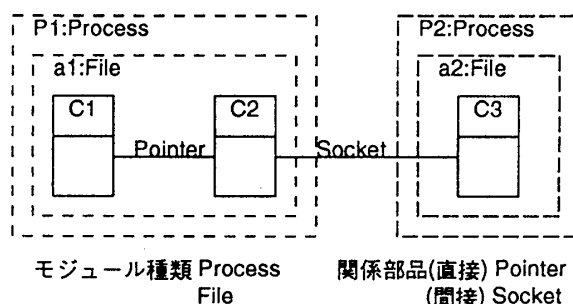 P1:Process P2:Process
a1:File a2:File
C1 C2 C3
Pointer Socket
モジュール種類 Process 関係部品(直接) Pointer
File (間接) Socket